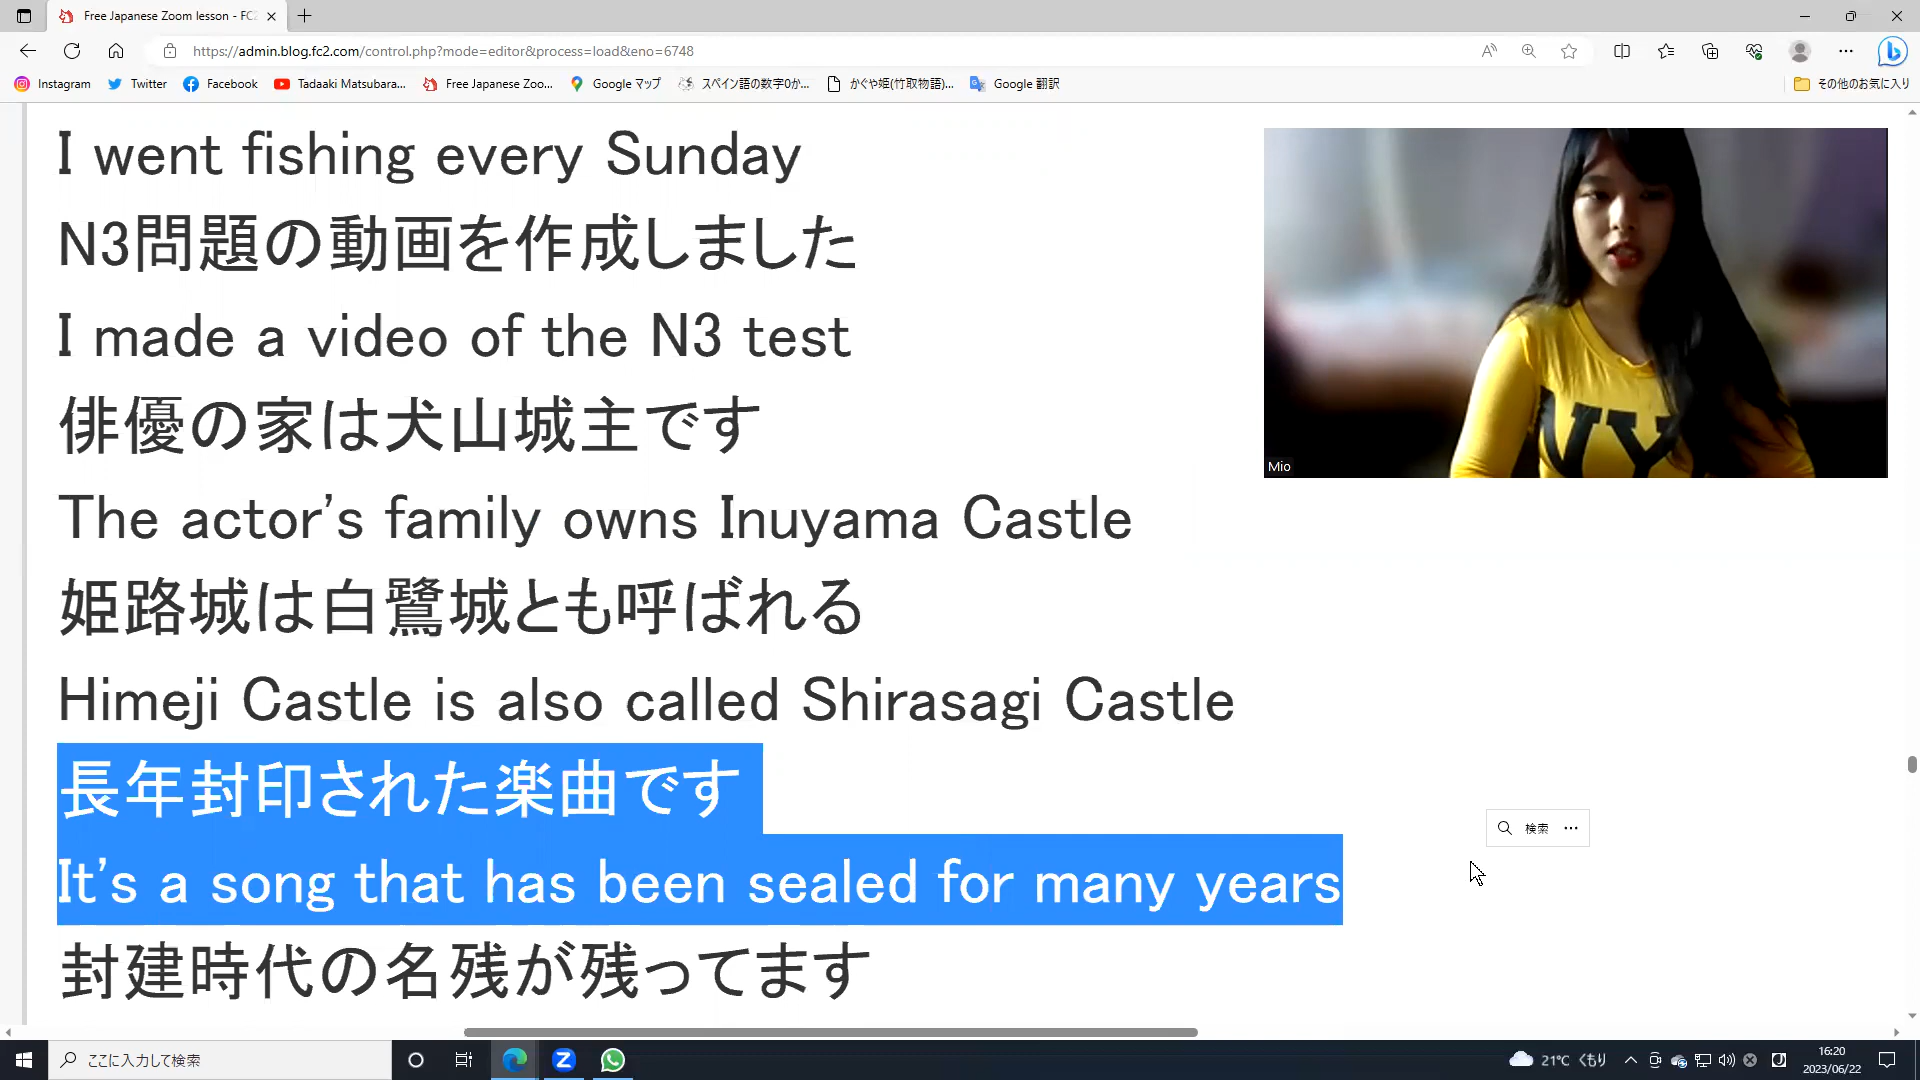 Free Japanese Zoom lesson - FC2
https://admin.blog.fc2.com/control.php?mode=editor&process=load&eno=6748
Instagram
Twitter
Facebook
Tadaaki Matsubara...
Free Japanese Zoo...
Google マップ
スペイン語の数字0か...
かぐや姫(竹取物語)...
Google 翻訳
その他のお気に入り
I went fishing every Sunday
N3問題の動画を作成しました
I made a video of the N3 test
俳優の家は犬山城主です
The actor's family owns Inuyama Castle
姫路城は白鷺城とも呼ばれる
Himeji Castle is also called Shirasagi Castle
長年封印された楽曲です
It's a song that has been sealed for many years
封建時代の名残が残ってます
VY
Mio
検索
ここに入力して検索
21℃ くもり
16:20
2023/06/22